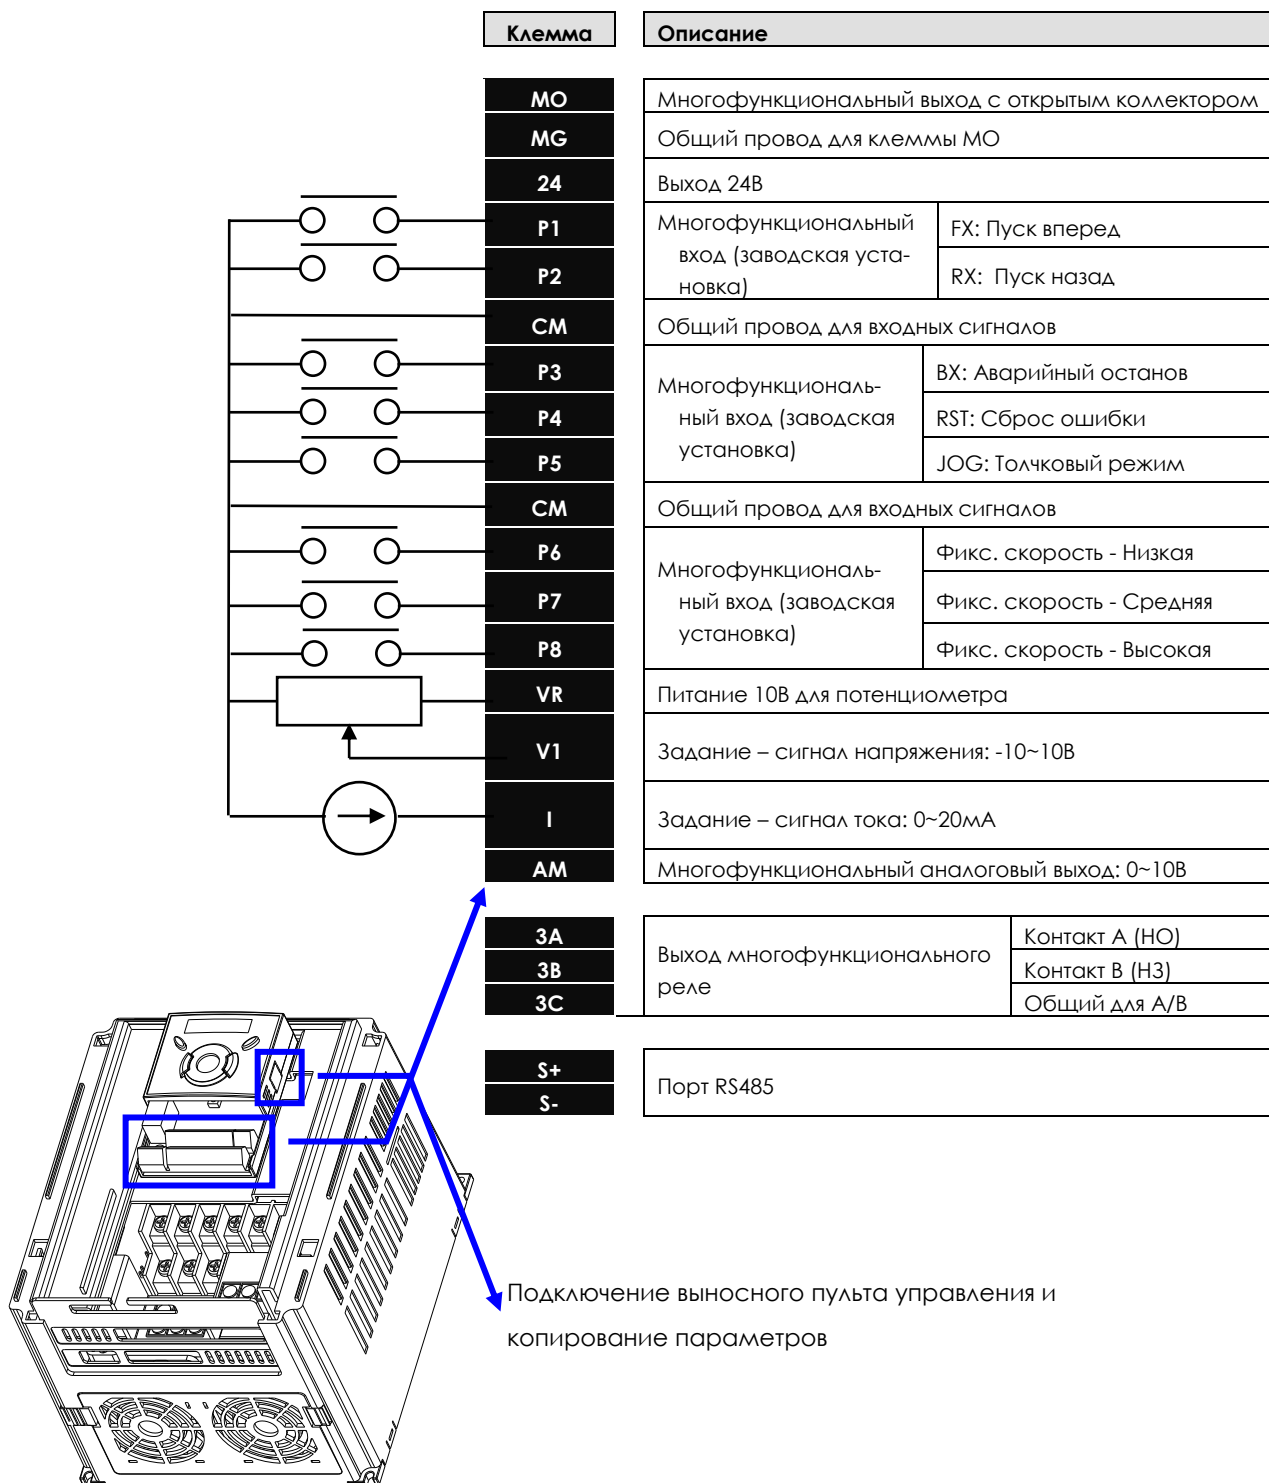 Клемма Описание
MO Многофункциональный выход с открытым коллектором
MG Общий провод для клеммы MO
24 Выход 24В
P1 Многофункциональный FX: Пуск вперед
вход (заводская уста-
P2 RX: Пуск назад
новка)
CM Общий провод для входных сигналов
P3 BX: Аварийный останов
Многофункциональ-
P4 ный вход (заводская RST: Сброс ошибки
установка)
P5 JOG: Толчковый режим
CM Общий провод для входных сигналов
P6 Фикс. скорость - Низкая
Многофункциональ-
P7 ный вход (заводская Фикс. скорость - Средняя
установка)
P8 Фикс. скорость - Высокая
VR Питание 10В для потенциометра
V1 Задание – сигнал напряжения: -10~10В
I Задание – сигнал тока: 0~20мА
AM Многофункциональный аналоговый выход: 0~10В
3A Контакт А (НО)
Выход многофункционального
3B Контакт В (НЗ)
реле
3C Общий для А/В
S+
Порт RS485
S-
Подключение выносного пульта управления и
копирование параметров